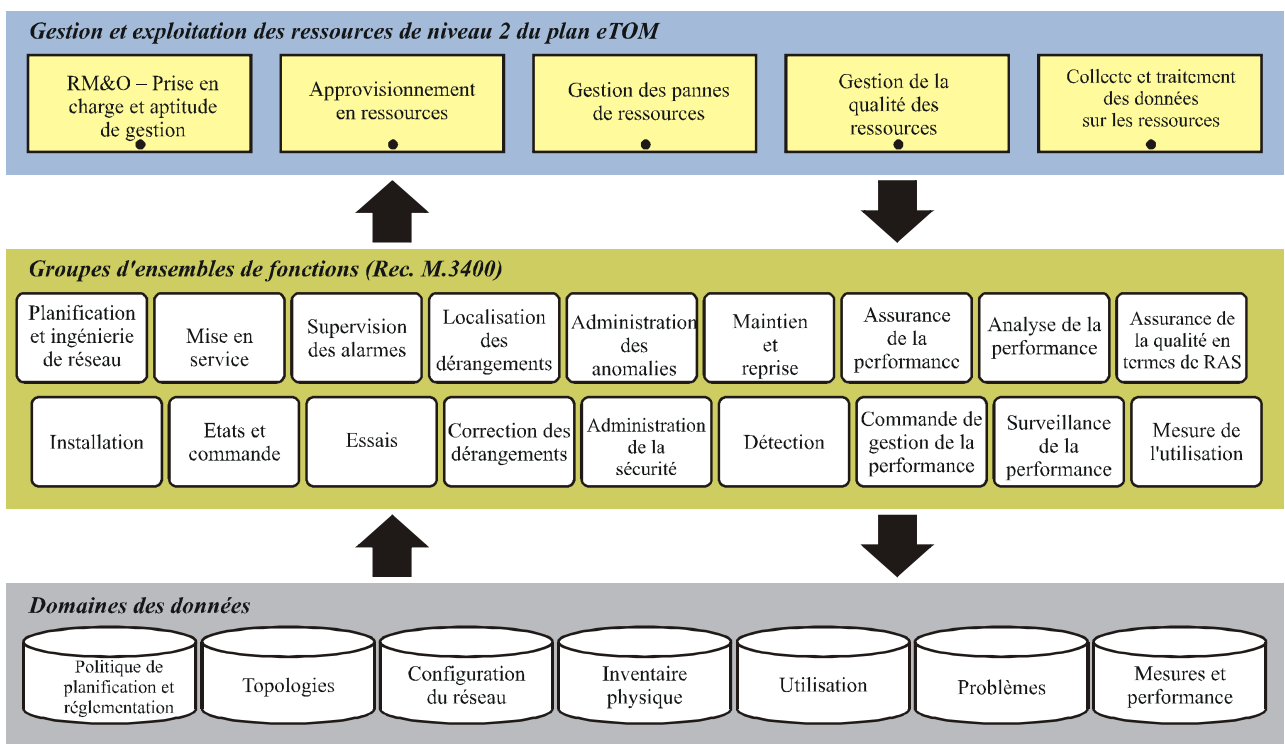 Gestion et exploitation des ressources de niveau 2 du plan eTOM
RM&O – Prise en
charge et aptitude
de gestion
Approvisionnement
en ressources
Gestion des pannes
de ressources
Gestion de la
qualité des
ressources
Collecte et traitement
des données
sur les ressources
Groupes d'ensembles de fonctions (Rec. M.3400)
Planification
et ingénierie
de réseau
Mise en
service
Supervision
des alarmes
Localisation
des
dérangements
Administration
des
anomalies
Maintien
et
reprise
Assurance
de la
performance
Analyse de la
performance
Assurance de
la qualité en
termes de RAS
Installation
Etats et
commande
Essais
Correction des
dérangements
Administration
de la
sécurité
Détection
Commande de
gestion de la
performance
Surveillance
de la
performance
Mesure de
l'utilisation
Domaines des données
Politique de
planification et
réglementation
Topologies
Configuration
du réseau
Inventaire
physique
Utilisation
Problèmes
Mesures et
performance